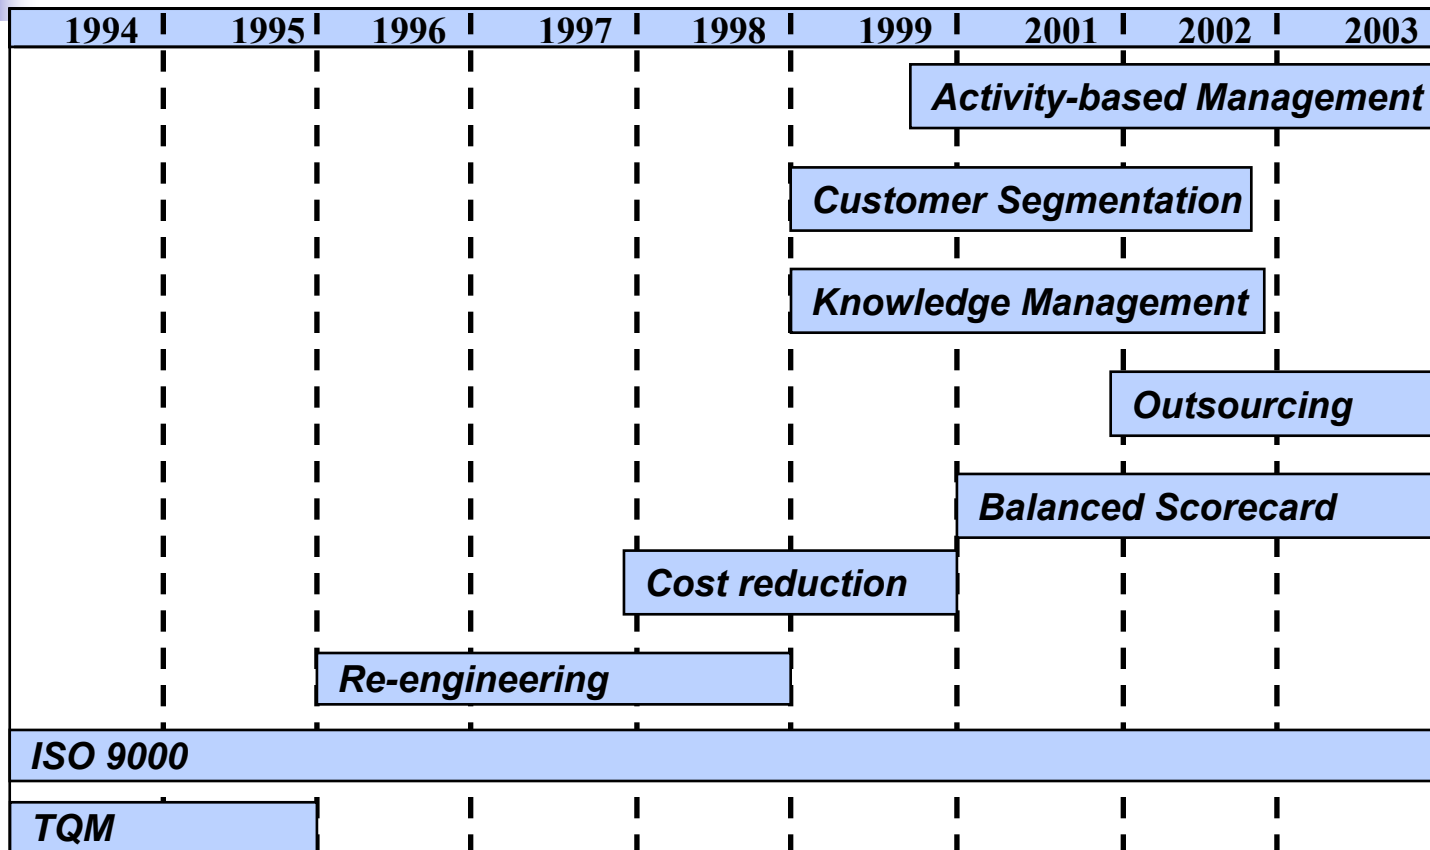 1994 1995 1996 1997 1998 1999 2001 2002 2003
Activity-based Management
Customer Segmentation
Knowledge Management
Outsourcing
Balanced Scorecard
Cost reduction
Re-engineering
ISO 9000
TQM